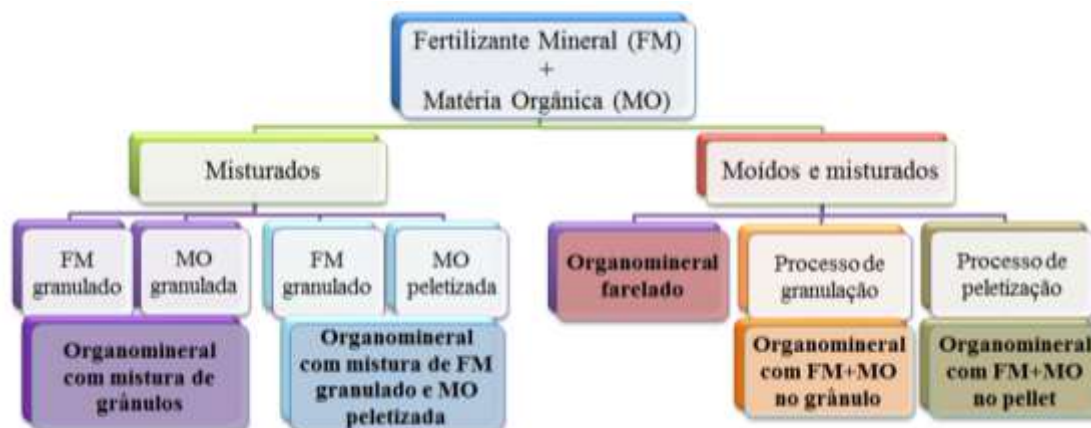 Fertilizante Mineral (FM)
+
Matéria Orgânica (MO)
Misturados
Moídos e misturados
FM
granulado
MO
granulada
FM
granulado
MO
peletizada
Organomineral
farelado
Processo de
granulação
Processo de
peletização
Organomineral
com mistura de
grânulos
Organomineral
com mistura de FM
granulado e MO
peletizada
Organomineral
com FM+MO
no grânulo
Organomineral
com FM+MO
no pellet